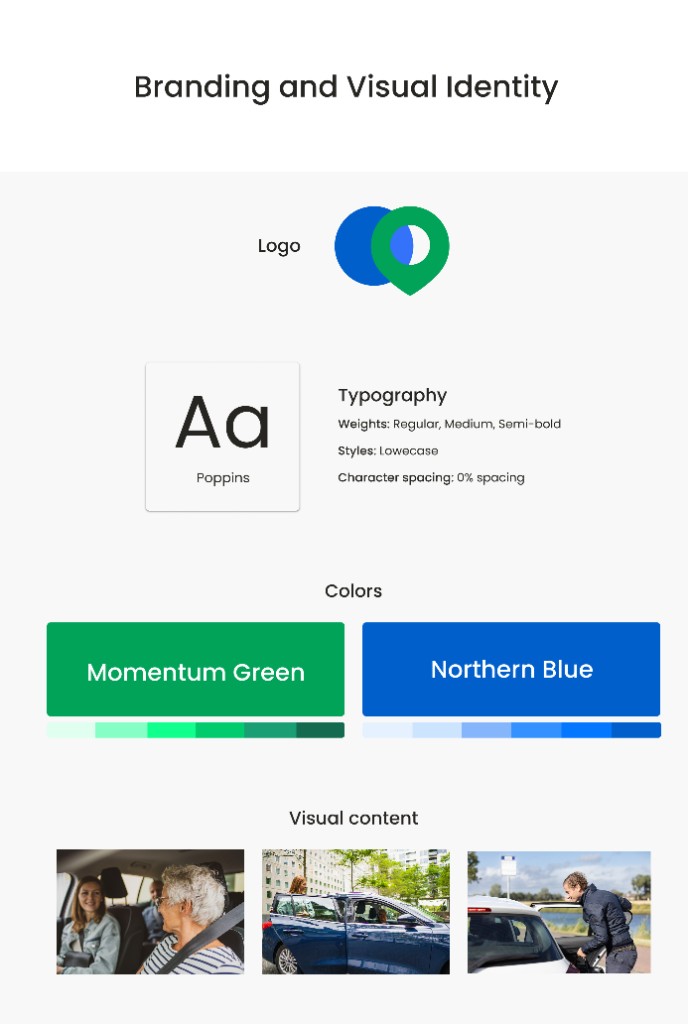 Branding and Visual Identity
Logo
Aa
Poppins
Typography
Weights: Regular, Medium, Semi-bold
Styles: Lowecase
Character spacing: 0% spacing
Colors
Momentum Green
Northern Blue
Visual content